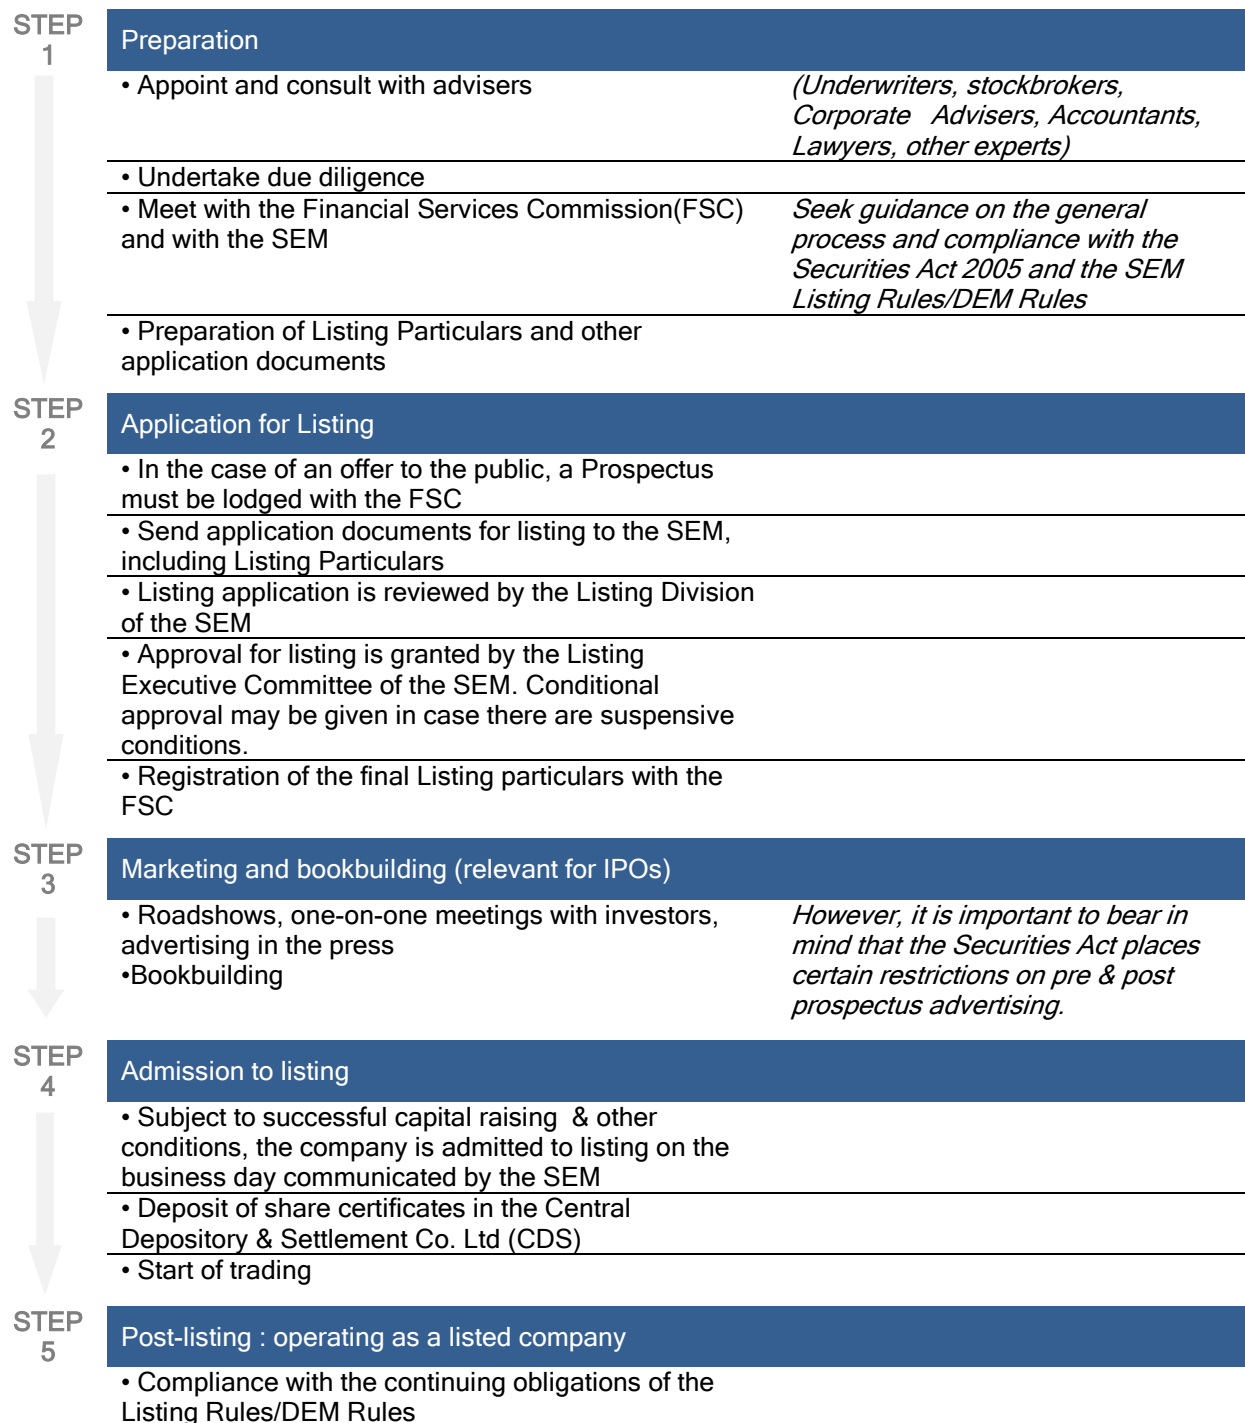 STEP
1
Preparation
• Appoint and consult with advisers
(Underwriters, stockbrokers,
Corporate Advisers, Accountants,
Lawyers, other experts)
• Undertake due diligence
• Meet with the Financial Services Commission(FSC)
and with the SEM
Seek guidance on the general
process and compliance with the
Securities Act 2005 and the SEM
Listing Rules/DEM Rules
• Preparation of Listing Particulars and other
application documents
STEP
2
Application for Listing
• In the case of an offer to the public, a Prospectus
must be lodged with the FSC
• Send application documents for listing to the SEM,
including Listing Particulars
• Listing application is reviewed by the Listing Division
of the SEM
• Approval for listing is granted by the Listing
Executive Committee of the SEM. Conditional
approval may be given in case there are suspensive
conditions.
• Registration of the final Listing particulars with the
FSC
STEP
3
Marketing and bookbuilding (relevant for IPOs)
• Roadshows, one-on-one meetings with investors,
advertising in the press
•Bookbuilding
However, it is important to bear in
mind that the Securities Act places
certain restrictions on pre & post
prospectus advertising.
STEP
4
Admission to listing
• Subject to successful capital raising  & other
conditions, the company is admitted to listing on the
business day communicated by the SEM
• Deposit of share certificates in the Central
Depository & Settlement Co. Ltd (CDS)
• Start of trading
STEP
5
Post-listing : operating as a listed company
• Compliance with the continuing obligations of the
Listing Rules/DEM Rules